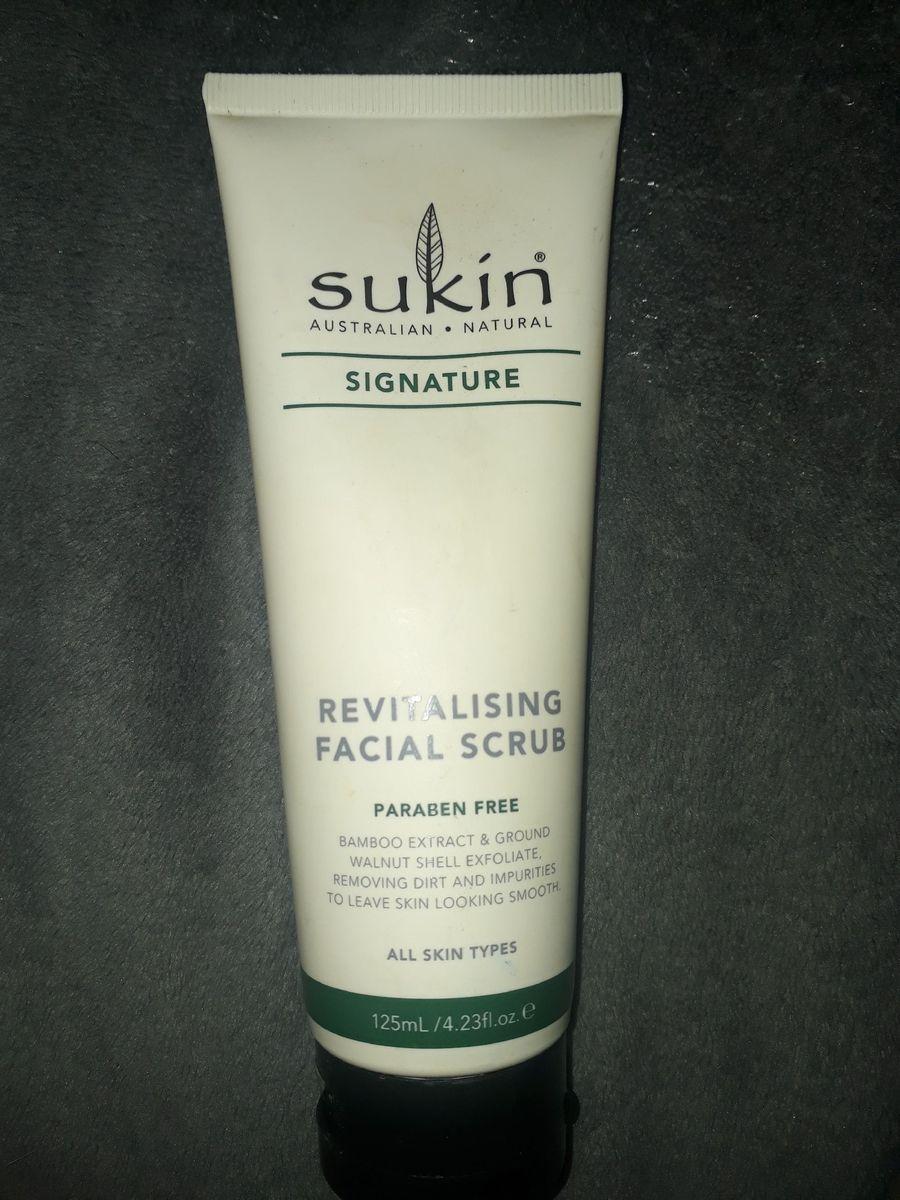 sukin®
AUSTRALIAN • NATURAL
SIGNATURE
REVITALISING
FACIAL SCRUB
PARABEN FREE
BAMBOO EXTRACT & GROUND
WALNUT SHELL EXFOLIATE,
REMOVING DIRT AND IMPURITIES
TO LEAVE SKIN LOOKING SMOOTH.
ALL SKIN TYPES
125mL /4.23fl.oz. ℮